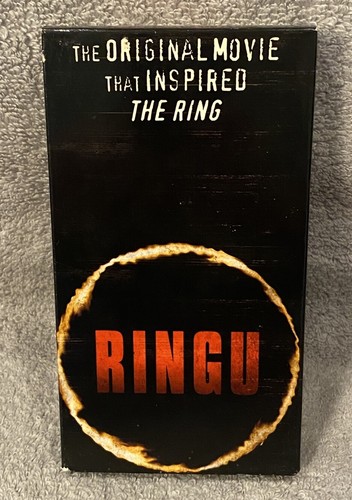 THE ORIGINAL MOVIE
THAT INSPIRED
THE RING
RINGU